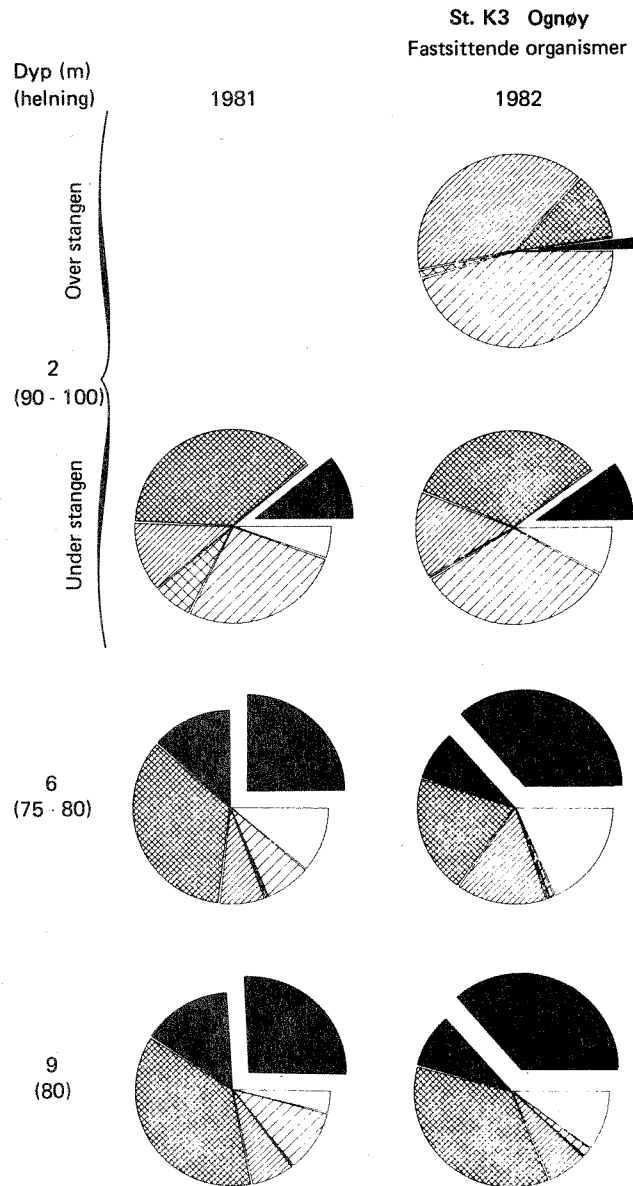 St. K3 Ognøy
Fastsittende organismer
Dyp (m)
(helning)
1981
1982
Over stangen
2
(90 - 100)
Under stangen
6
(75 - 80)
9
(80)